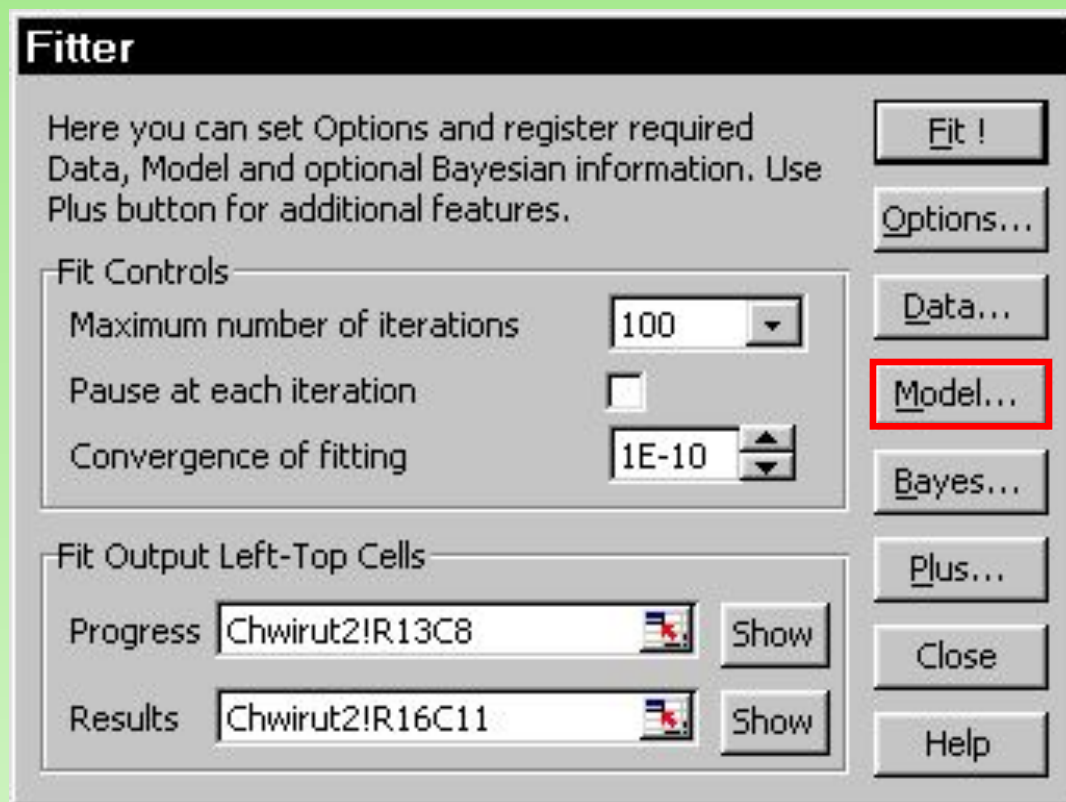 Fitter
Here you can set Options and register required
Data, Model and optional Bayesian information. Use
Plus button for additional features.
Fit Controls
Maximum number of iterations 100
Pause at each iteration
Convergence of fitting 1E-10
Fit Output Left-Top Cells
Progress Chwirut2!R13C8 Show
Results Chwirut2!R16C11 Show
Fit !
Options...
Data...
Model...
Bayes...
Plus...
Close
Help